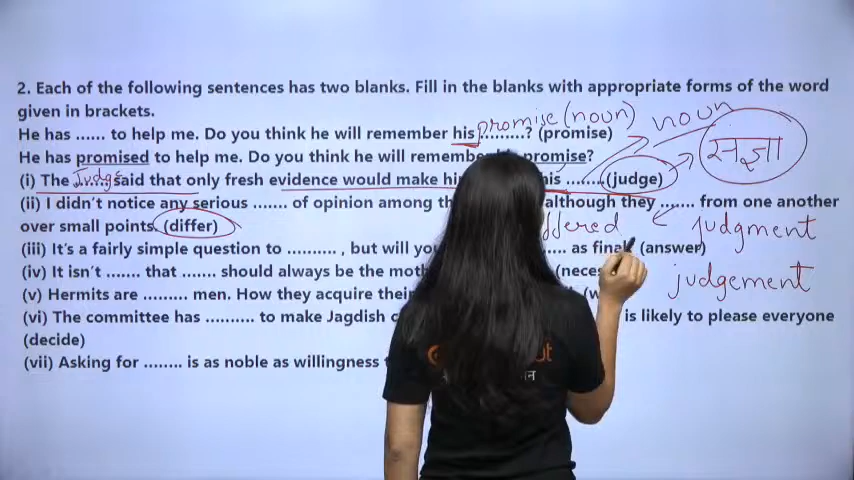 2. Each of the following sentences has two blanks. Fill in the blanks with appropriate forms of the word
given in brackets.
promise (noun) noun
He has ...... to help me. Do you think he will remember his .........? (promise)
संज्ञा
He has promised to help me. Do you think he will remember promise?
Judge
(i) The ........ said that only fresh evidence would make his ........ (judge)
(ii) I didn't notice any serious ....... of opinion among although they ....... from one another
over small points. (differ) ffered judgment
(iii) It's a fairly simple question to .........., but will you .... as final (answer)
(iv) It isn't ....... that ....... should always be the
judgement
(v) Hermits are ......... men. How they acquire their
(vi) The committee has .......... to make Jagdish is likely to please everyone
(decide)
(vii) Asking for ........ is as noble as willingness